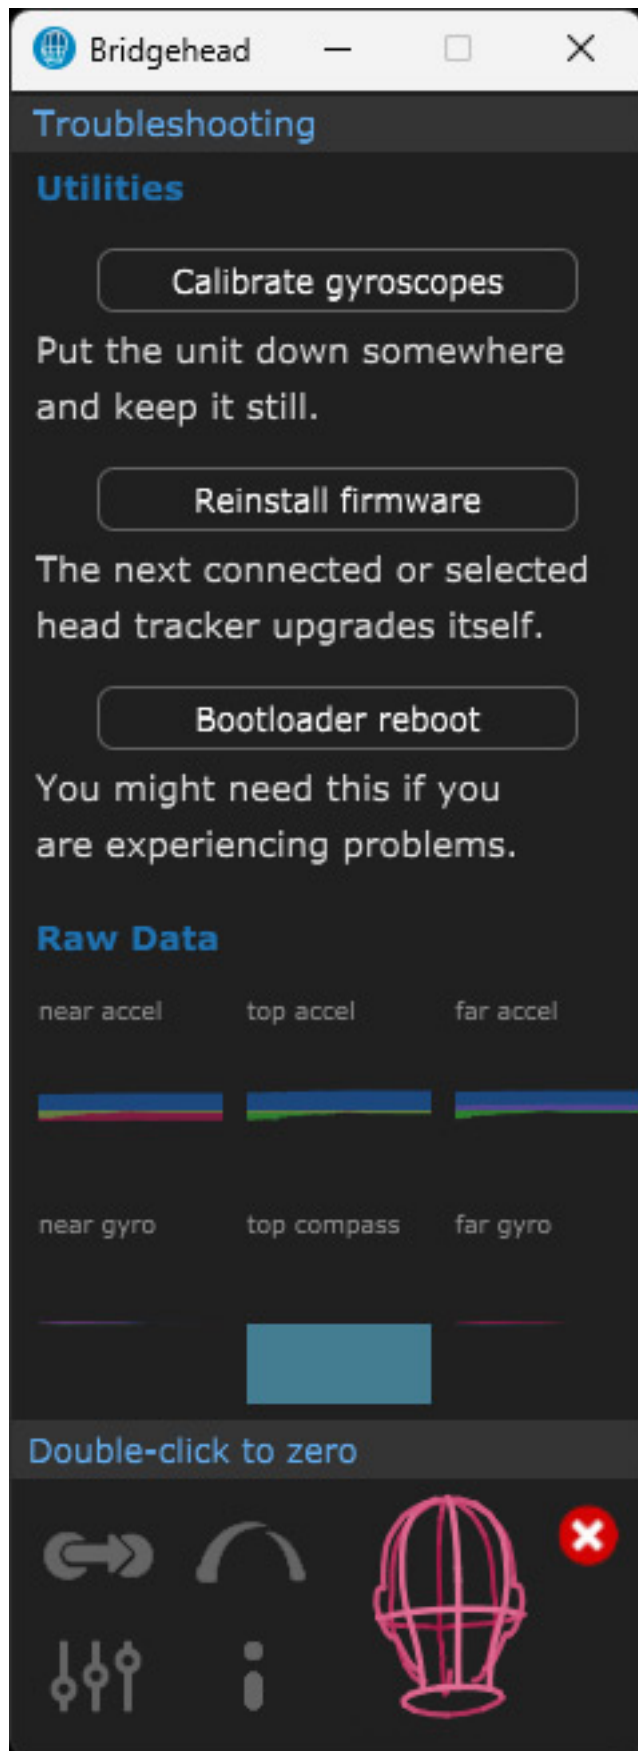 Bridgehead
Troubleshooting
Utilities
Calibrate gyroscopes
Put the unit down somewhere
and keep it still.
Reinstall firmware
The next connected or selected
head tracker upgrades itself.
Bootloader reboot
You might need this if you
are experiencing problems.
Raw Data
near accel top accel far accel
near gyro top compass far gyro
Double-click to zero